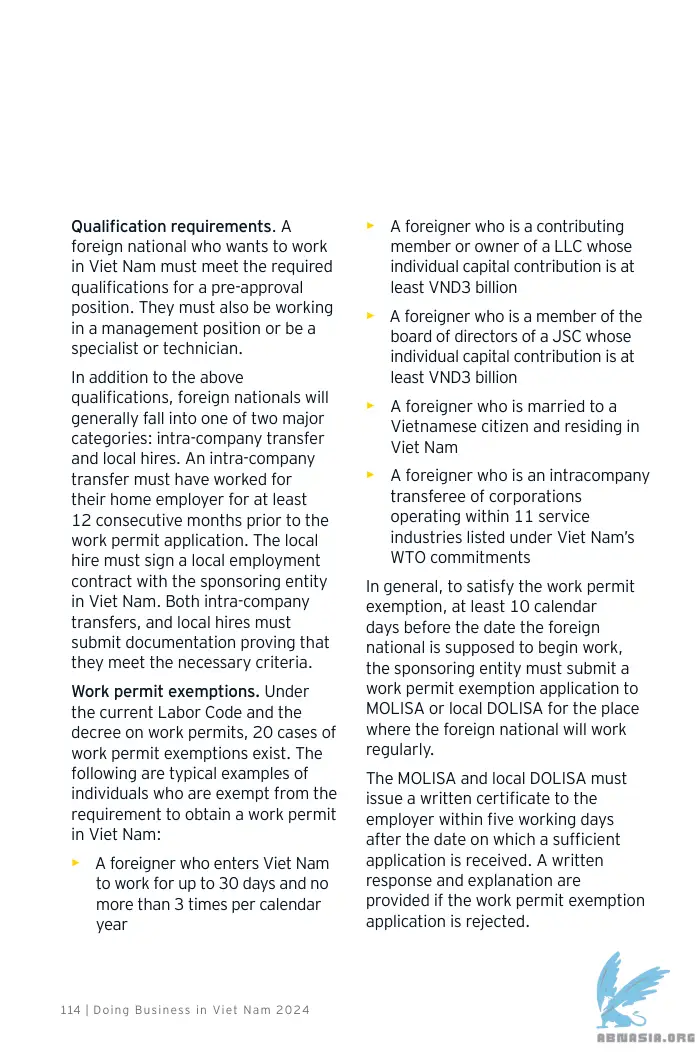 Qualification requirements. A
foreign national who wants to work
in Viet Nam must meet the required
qualifications for a pre-approval
position. They must also be working
in a management position or be a
specialist or technician.
In addition to the above
qualifications, foreign nationals will
generally fall into one of two major
categories: intra-company transfer
and local hires. An intra-company
transfer must have worked for
their home employer for at least
12 consecutive months prior to the
work permit application. The local
hire must sign a local employment
contract with the sponsoring entity
in Viet Nam. Both intra-company
transfers, and local hires must
submit documentation proving that
they meet the necessary criteria.
Work permit exemptions. Under
the current Labor Code and the
decree on work permits, 20 cases of
work permit exemptions exist. The
following are typical examples of
individuals who are exempt from the
requirement to obtain a work permit
in Viet Nam:
► A foreigner who enters Viet Nam
to work for up to 30 days and no
more than 3 times per calendar
year
► A foreigner who is a contributing
member or owner of a LLC whose
individual capital contribution is at
least VND3 billion
► A foreigner who is a member of the
board of directors of a JSC whose
individual capital contribution is at
least VND3 billion
► A foreigner who is married to a
Vietnamese citizen and residing in
Viet Nam
► A foreigner who is an intracompany
transferee of corporations
operating within 11 service
industries listed under Viet Nam's
WTO commitments
In general, to satisfy the work permit
exemption, at least 10 calendar
days before the date the foreign
national is supposed to begin work,
the sponsoring entity must submit a
work permit exemption application to
MOLISA or local DOLISA for the place
where the foreign national will work
regularly.
The MOLISA and local DOLISA must
issue a written certificate to the
employer within five working days
after the date on which a sufficient
application is received. A written
response and explanation are
provided if the work permit exemption
application is rejected.
114 | Doing Business in Viet Nam 2024
ABNASIA.ORG